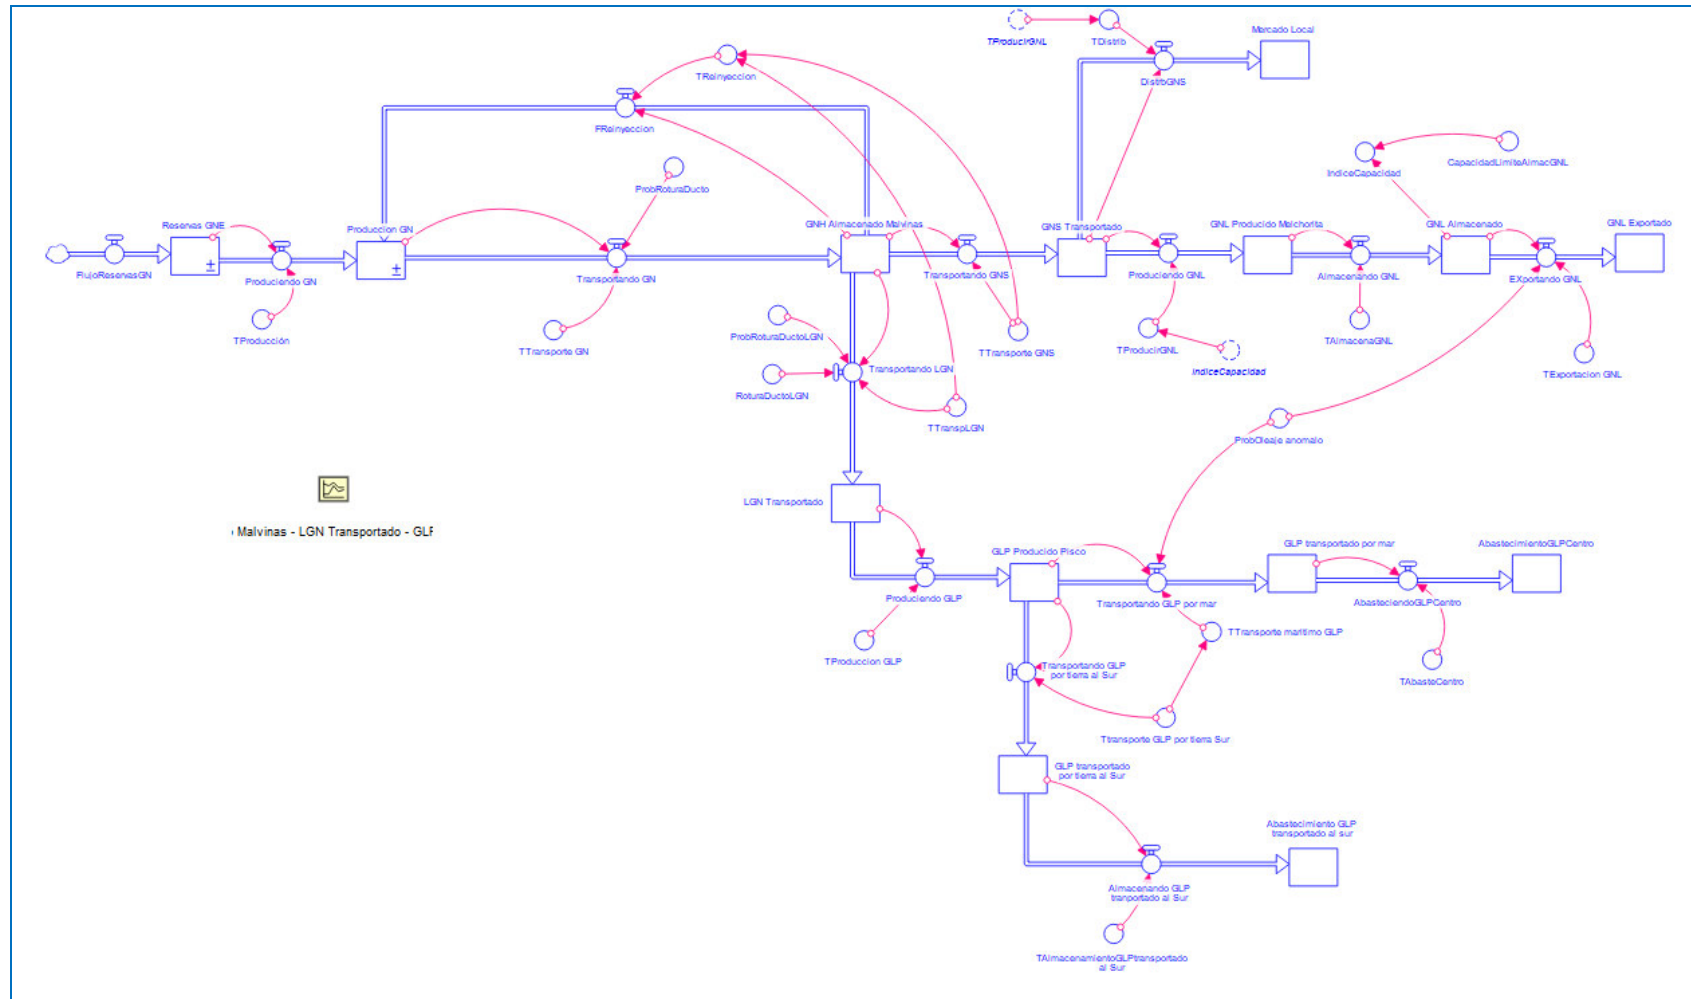 Mercado Local
TProducirGNL
TDistrib
DistrbGNS
TReinyeccion
FReinyeccion
CapacidadLimiteAlmacGNL
IndiceCapacidad
ProbRoturaDucto
Reservas GNE
Produccion GN
GNH Almacenado Malvinas
GNS Transportado
GNL Producido Melchorita
GNL Almacenado
GNL Exportado
±
±
FlujoReservasGN
Produciendo GN
Transportando GN
Transportando GNS
Produciendo GNL
Almacenando GNL
EXportando GNL
TProducción
TTransporte GN
ProbRoturaDuctoLGN
TTransporte GNS
TProducirGNL
TAlmacenaGNL
IndiceCapacidad
TExportacion GNL
Transportando LGN
RoturaDuctoLGN
TTranspLGN
ProbOleaje anomalo
LGN Transportado
Malvinas - LGN Transportado - GLF
GLP Producido Pisco
GLP transportado por mar
AbastecimientoGLPCentro
Produciendo GLP
Transportando GLP por mar
AbasteciendoGLPCentro
TProduccion GLP
TTransporte maritimo GLP
Transportando GLP
por tierra al Sur
TAbasteCentro
Ttransporte GLP por tierra Sur
GLP transportado
por tierra al Sur
Abastecimiento GLP
transportado al sur
Almacenando GLP
tranportado al Sur
TAlmacenamientoGLPtransportado
al Sur